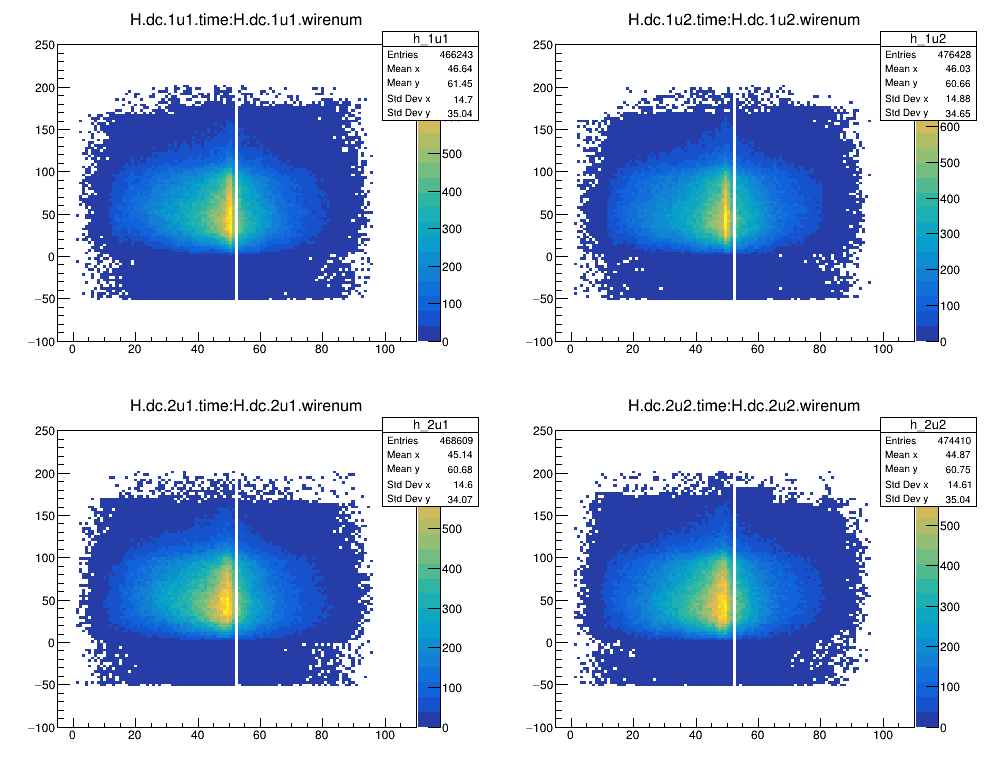 H.dc.1u1.time:H.dc.1u1.wirenum
h_1u1
Entries 466243
Mean x 46.64
Mean y 61.45
Std Dev x 14.7
Std Dev y 35.04
250
200
150
100
50
0
−50
−100
0 20 40 60 80 100
500
400
300
200
100
0
H.dc.1u2.time:H.dc.1u2.wirenum
h_1u2
Entries 476428
Mean x 46.03
Mean y 60.66
Std Dev x 14.88
Std Dev y 34.65
250
200
150
100
50
0
−50
−100
0 20 40 60 80 100
600
500
400
300
200
100
0
H.dc.2u1.time:H.dc.2u1.wirenum
h_2u1
Entries 468609
Mean x 45.14
Mean y 60.68
Std Dev x 14.6
Std Dev y 34.07
250
200
150
100
50
0
−50
−100
0 20 40 60 80 100
500
400
300
200
100
0
H.dc.2u2.time:H.dc.2u2.wirenum
h_2u2
Entries 474410
Mean x 44.87
Mean y 60.75
Std Dev x 14.61
Std Dev y 35.04
250
200
150
100
50
0
−50
−100
0 20 40 60 80 100
500
400
300
200
100
0